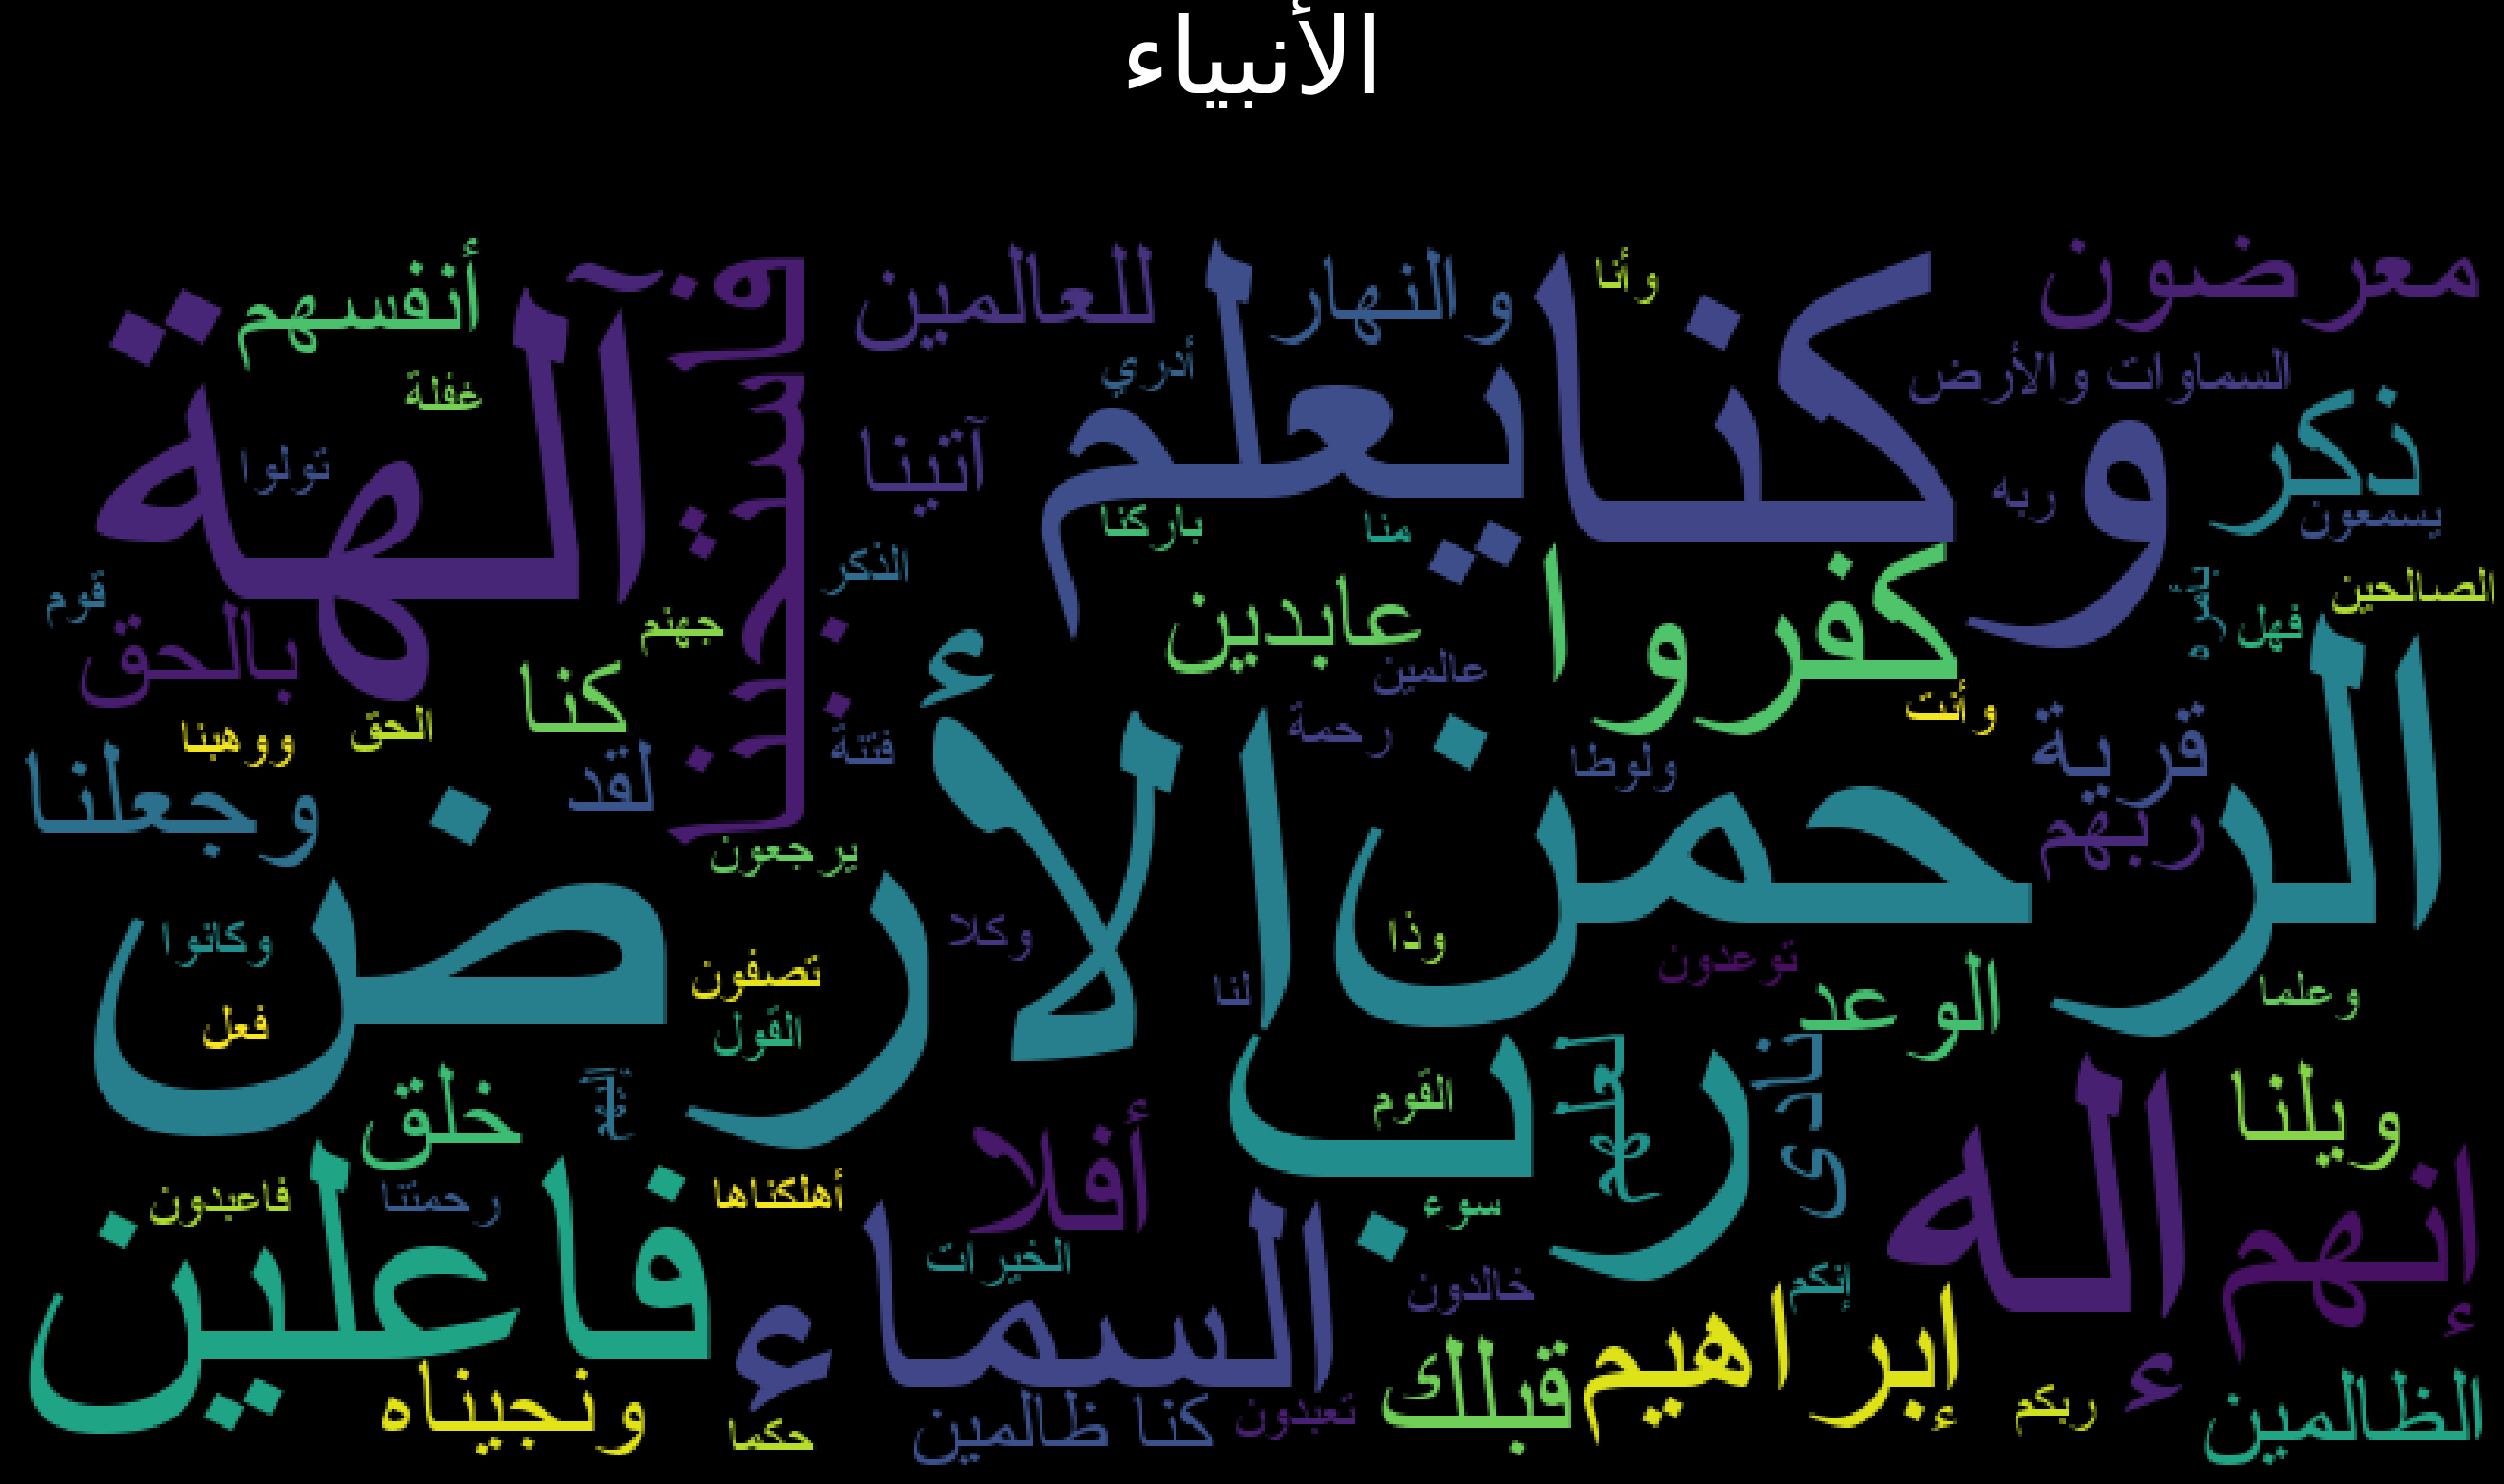 الأنبياء
معرضون
وأنا
والنهار
للعالمين
أنفسهم
السماوات والأرض
وكنا
يعلم
أدري
آلهة
غفلة
ذكر
ربه
آتينا
تولوا
يسمعون
منا
باركنا
الذكر
فاستجبنا
الصالحين
بأمره
فهل
كفروا
عابدين
جهنم
قوم
بالحق
عالمين
كنا
وأنت
قرية
رحمة
ولوطا
فتنة
الحق
ووهبنا
لقد
وجعلنا
ربهم
يرجعون
الرحمن
الأرض
وذا
وكلا
وكانوا
توعدون
تصفون
وعلما
الوعد
لنا
القول
فعل
لعلهم
نادى
رب
القوم
خلق
ويلنا
أفلا
سوء
أهلكناها
رحمتنا
فاعبدون
إنهم
إله
الخيرات
فاعلين
إنكم
خالدون
السماء
إبراهيم
قبلك
ونجيناه
الظالمين
ربكم
تعبدون
كنا ظالمين
حكما